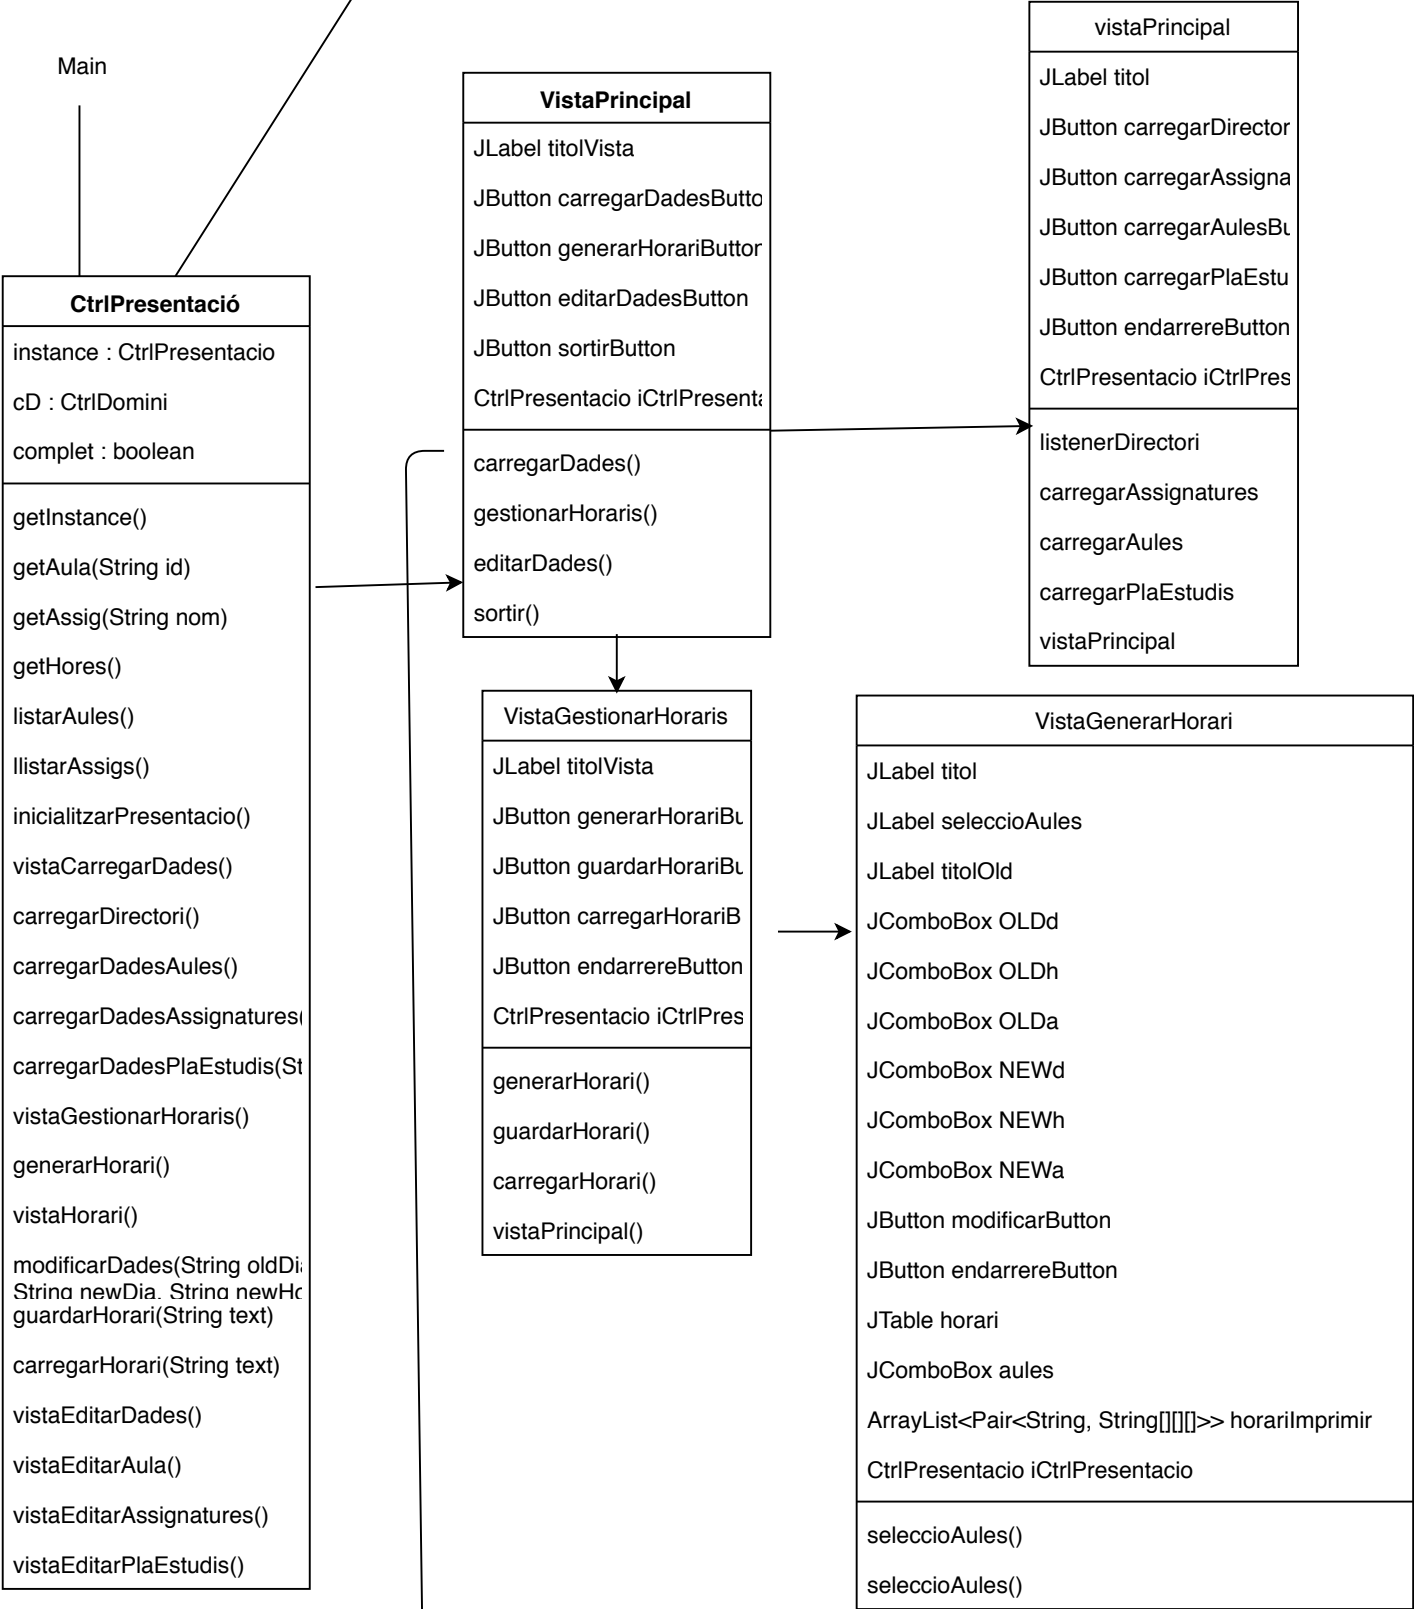 Main
CtrlPresentació
instance : CtrlPresentacio
cD : CtrlDomini
complet : boolean
getInstance()
getAula(String id)
getAssig(String nom)
getHores()
listarAules()
llistarAssigs()
inicialitzarPresentacio()
vistaCarregarDades()
carregarDirectori()
carregarDadesAules()
carregarDadesAssignatures(
carregarDadesPlaEstudis(St
vistaGestionarHoraris()
generarHorari()
vistaHorari()
modificarDades(String oldDia
String newDia, String newHo
guardarHorari(String text)
carregarHorari(String text)
vistaEditarDades()
vistaEditarAula()
vistaEditarAssignatures()
vistaEditarPlaEstudis()
VistaPrincipal
JLabel titolVista
JButton carregarDadesButto
JButton generarHorariButton
JButton editarDadesButton
JButton sortirButton
CtrlPresentacio iCtrlPresenta
carregarDades()
gestionarHoraris()
editarDades()
sortir()
vistaPrincipal
JLabel titol
JButton carregarDirector
JButton carregarAssigna
JButton carregarAulesBu
JButton carregarPlaEstu
JButton endarrereButton
CtrlPresentacio iCtrlPres
listenerDirectori
carregarAssignatures
carregarAules
carregarPlaEstudis
vistaPrincipal
VistaGestionarHoraris
JLabel titolVista
JButton generarHorariBu
JButton guardarHorariBu
JButton carregarHorariB
JButton endarrereButton
CtrlPresentacio iCtrlPres
generarHorari()
guardarHorari()
carregarHorari()
vistaPrincipal()
VistaGenerarHorari
JLabel titol
JLabel seleccioAules
JLabel titolOld
JComboBox OLDd
JComboBox OLDh
JComboBox OLDa
JComboBox NEWd
JComboBox NEWh
JComboBox NEWa
JButton modificarButton
JButton endarrereButton
JTable horari
JComboBox aules
ArrayList<Pair<String, String[][][]>> horariImprimir
CtrlPresentacio iCtrlPresentacio
seleccioAules()
seleccioAules()